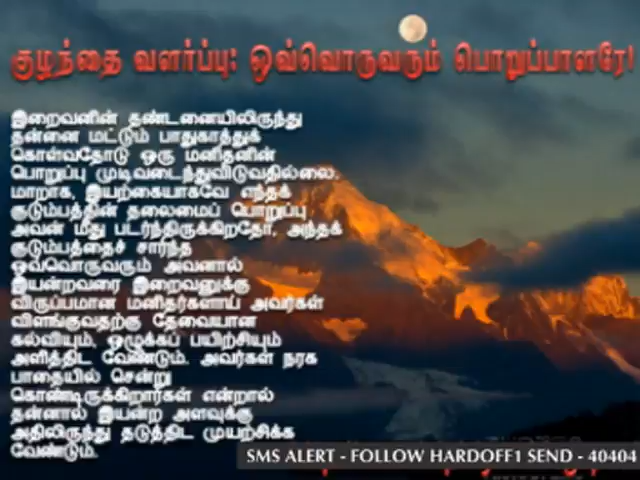 குழந்தை வளர்ப்பு: ஒவ்வொருவரும் பொறுப்பாளரே!
இறைவனின் தண்டனையிலிருந்து
தன்னை மட்டும் பாதுகாத்துக்
கொள்வதோடு ஒரு மனிதனின்
பொறுப்பு முடிவடைந்துவிடுவதில்லை.
மாறாக, இயற்கையாகவே எந்தக்
குடும்பத்தின் தலைமைப் பொறுப்பு
அவன் மீது படர்ந்திருக்கிறதோ, அந்தக்
குடும்பத்தைச் சார்ந்த
ஒவ்வொருவரும் அவனால்
இயன்றவரை இறைவனுக்கு
விருப்பமான மனிதர்களாய் அவர்கள்
விளங்குவதற்கு தேவையான
கல்வியும், ஒழுக்கப் பயிற்சியும்
அளித்திட வேண்டும். அவர்கள் நரக
பாதையில் சென்று
கொண்டிருக்கிறார்கள் என்றால்
தன்னால் இயன்ற அளவுக்கு
அதிலிருந்து தடுத்திட முயற்சிக்க
வேண்டும்.
SMS ALERT - FOLLOW HARDOFF1 SEND - 40404